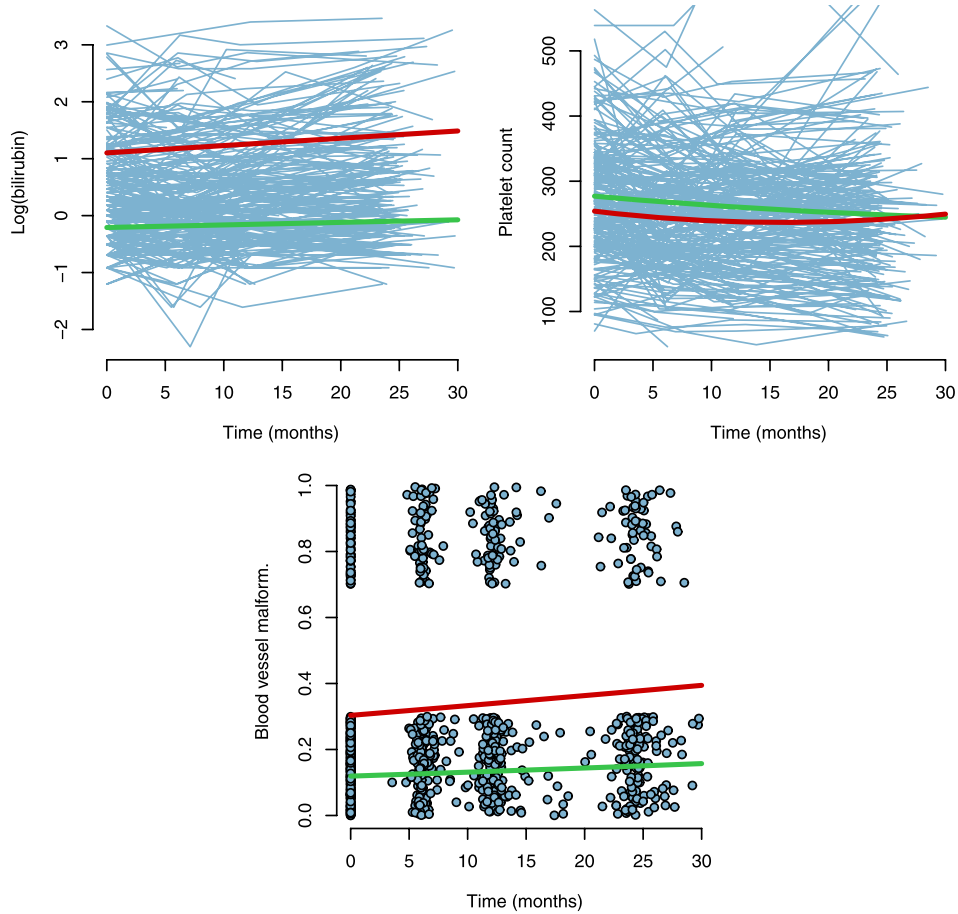 Log(bilirubin)
3
2
1
0
−1
−2
0 5 10 15 20 25 30
Time (months)
Platelet count
500
400
300
200
100
0 5 10 15 20 25 30
Time (months)
Blood vessel malform.
1.0
0.8
0.6
0.4
0.2
0.0
0 5 10 15 20 25 30
Time (months)